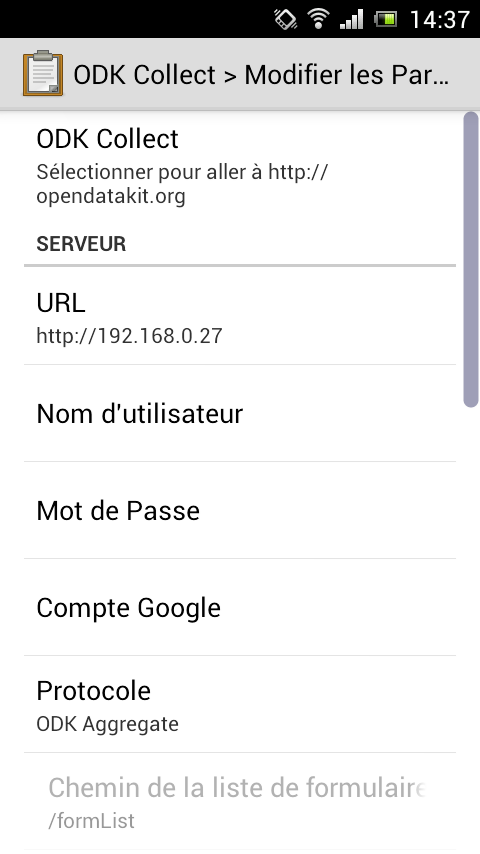 14:37
ODK Collect > Modifier les Par...
ODK Collect
Sélectionner pour aller à http://
opendatakit.org
SERVEUR
URL
http://192.168.0.27
Nom d'utilisateur
Mot de Passe
Compte Google
Protocole
ODK Aggregate
Chemin de la liste de formulaire
/formList